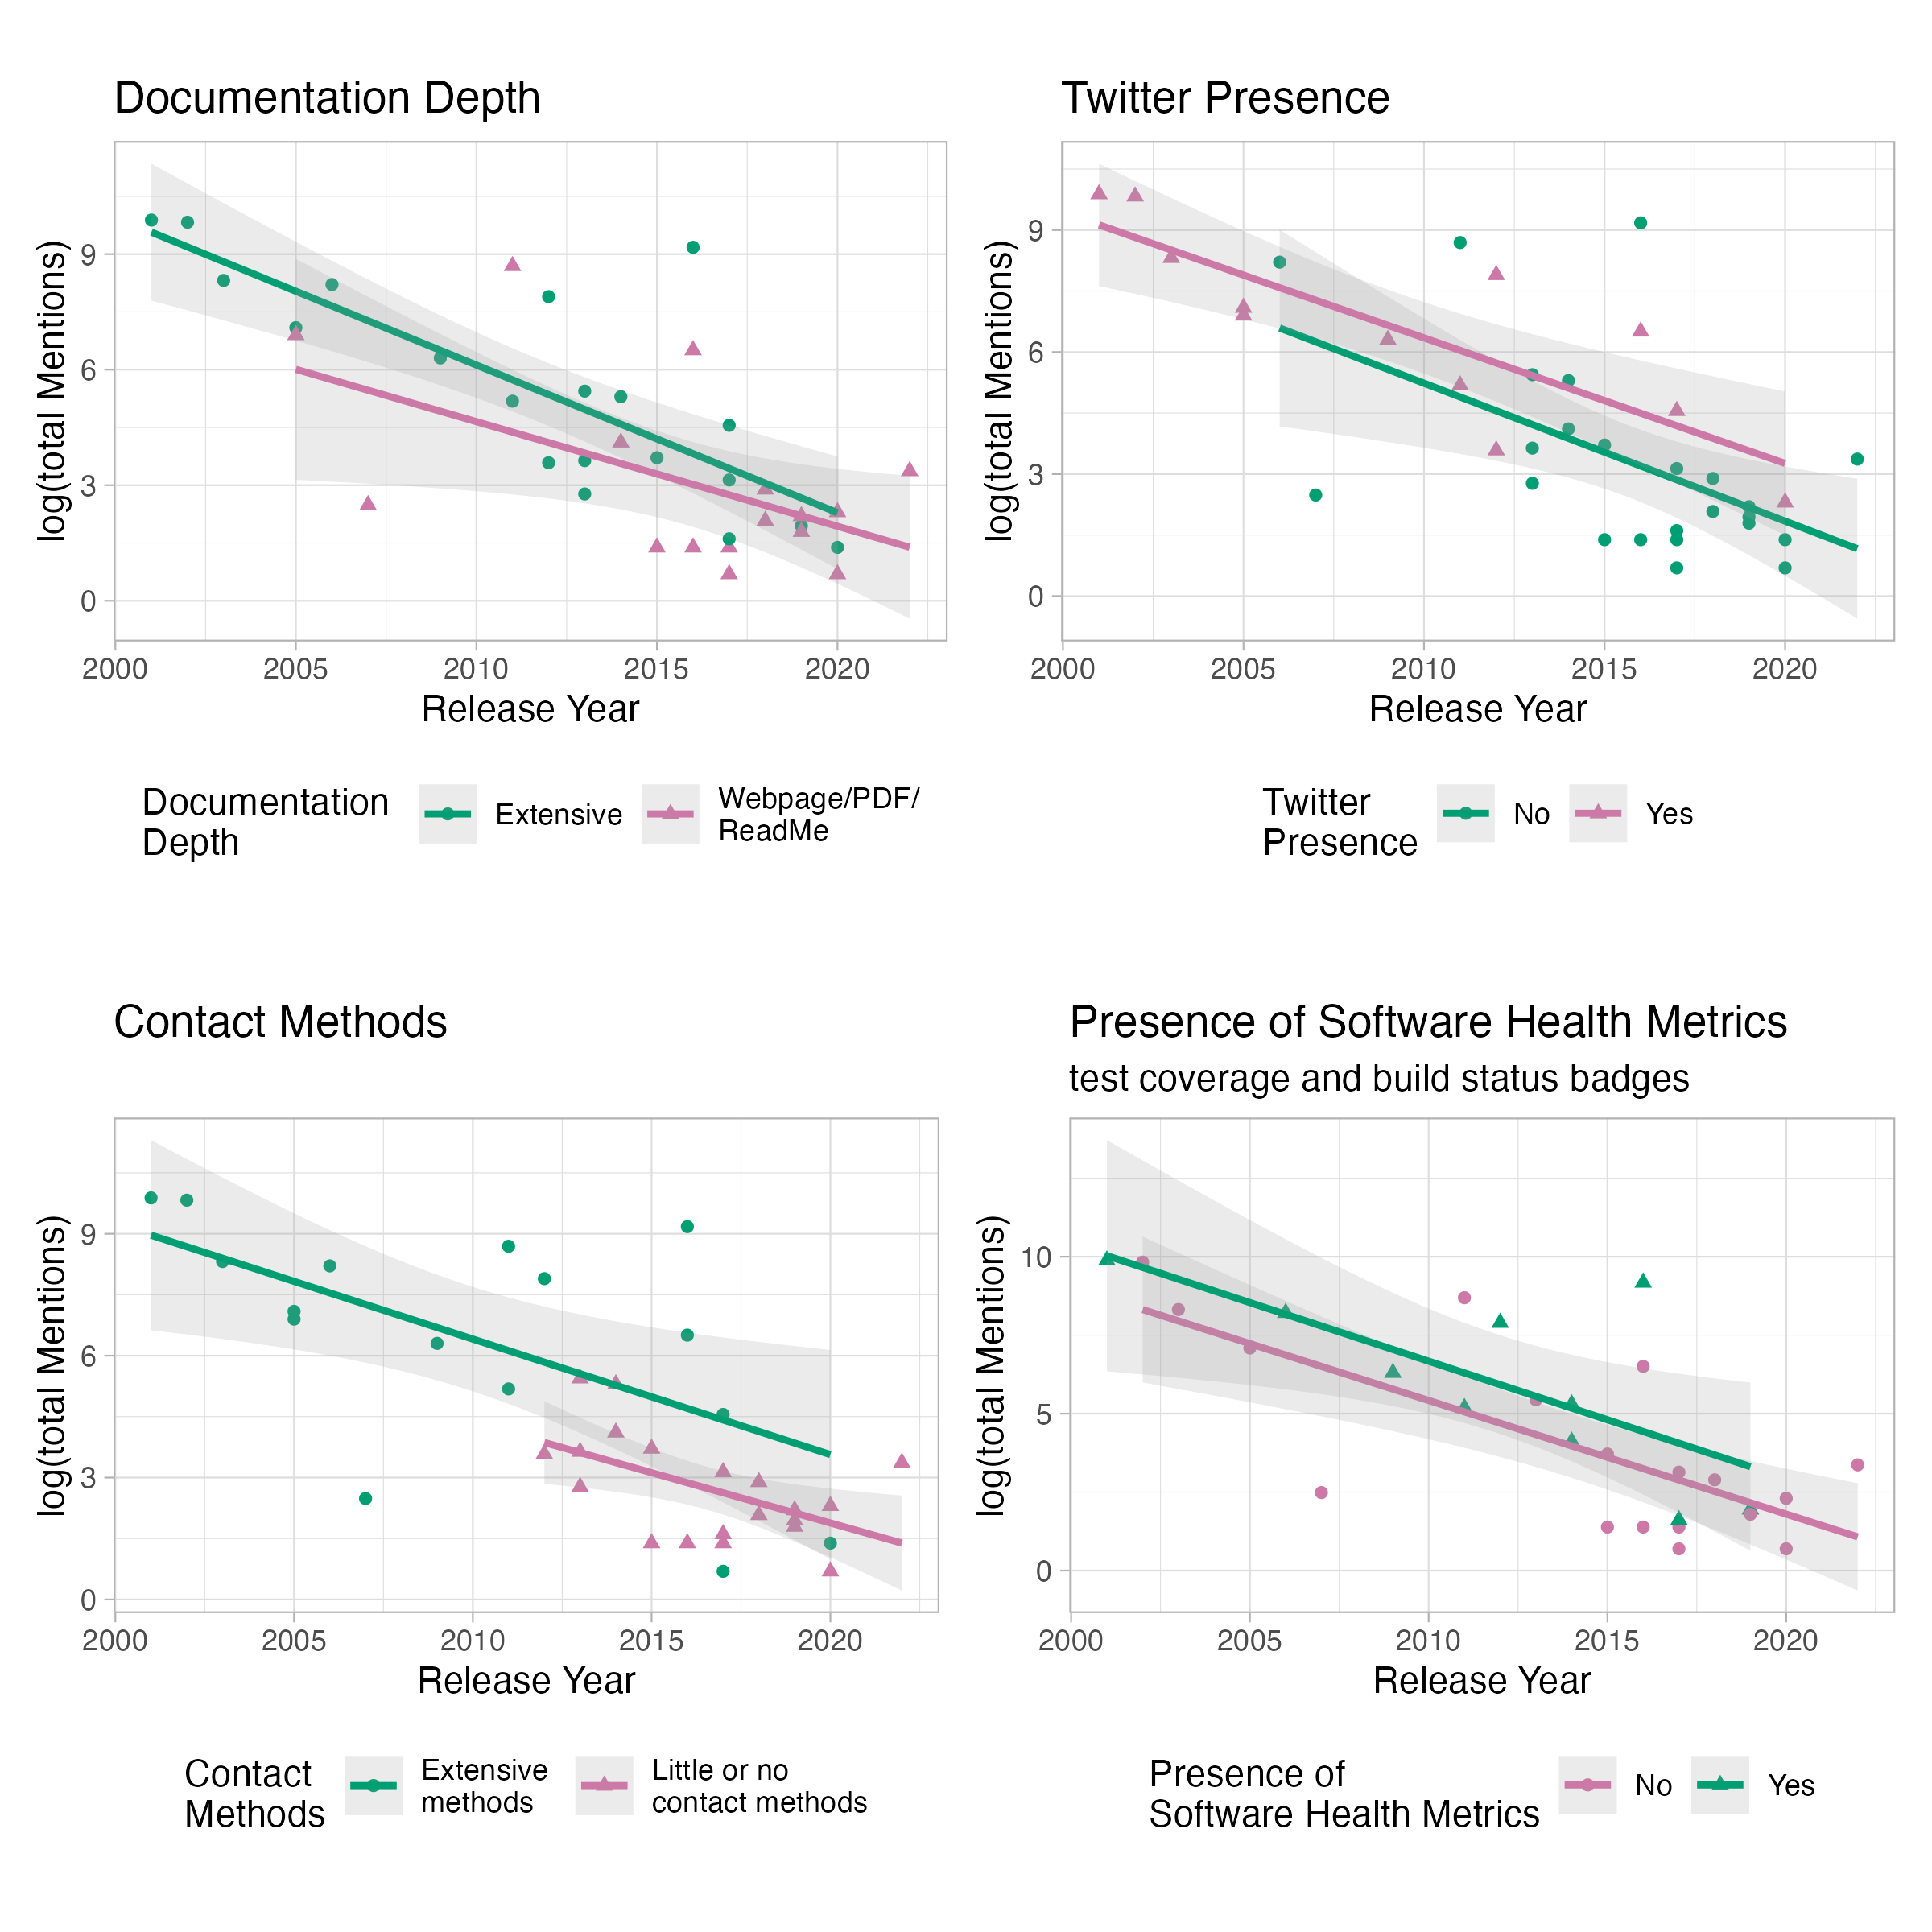 Documentation Depth
log(total Mentions)
9
6
3
0
2000 2005 2010 2015 2020
Release Year
Documentation
Depth
Extensive
Webpage/PDF/
ReadMe
Twitter Presence
log(total Mentions)
9
6
3
0
2000 2005 2010 2015 2020
Release Year
Twitter
Presence
No
Yes
Contact Methods
log(total Mentions)
9
6
3
0
2000 2005 2010 2015 2020
Release Year
Contact
Methods
Extensive
methods
Little or no
contact methods
Presence of Software Health Metrics
test coverage and build status badges
log(total Mentions)
10
5
0
2000 2005 2010 2015 2020
Release Year
Presence of
Software Health Metrics
No
Yes